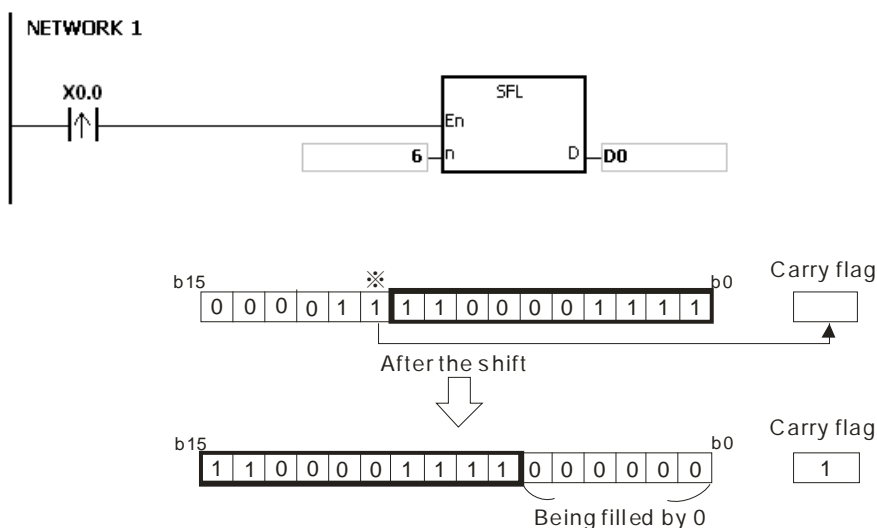 NETWORK 1
X0.0
SFL
En
6 n D D0
b15 ※ b0 Carry flag
0 0 0 0 1 1 1 1 0 0 0 0 1 1 1 1
After the shift
b15 b0 Carry flag
1 1 0 0 0 0 1 1 1 1 0 0 0 0 0 0 1
Being filled by 0